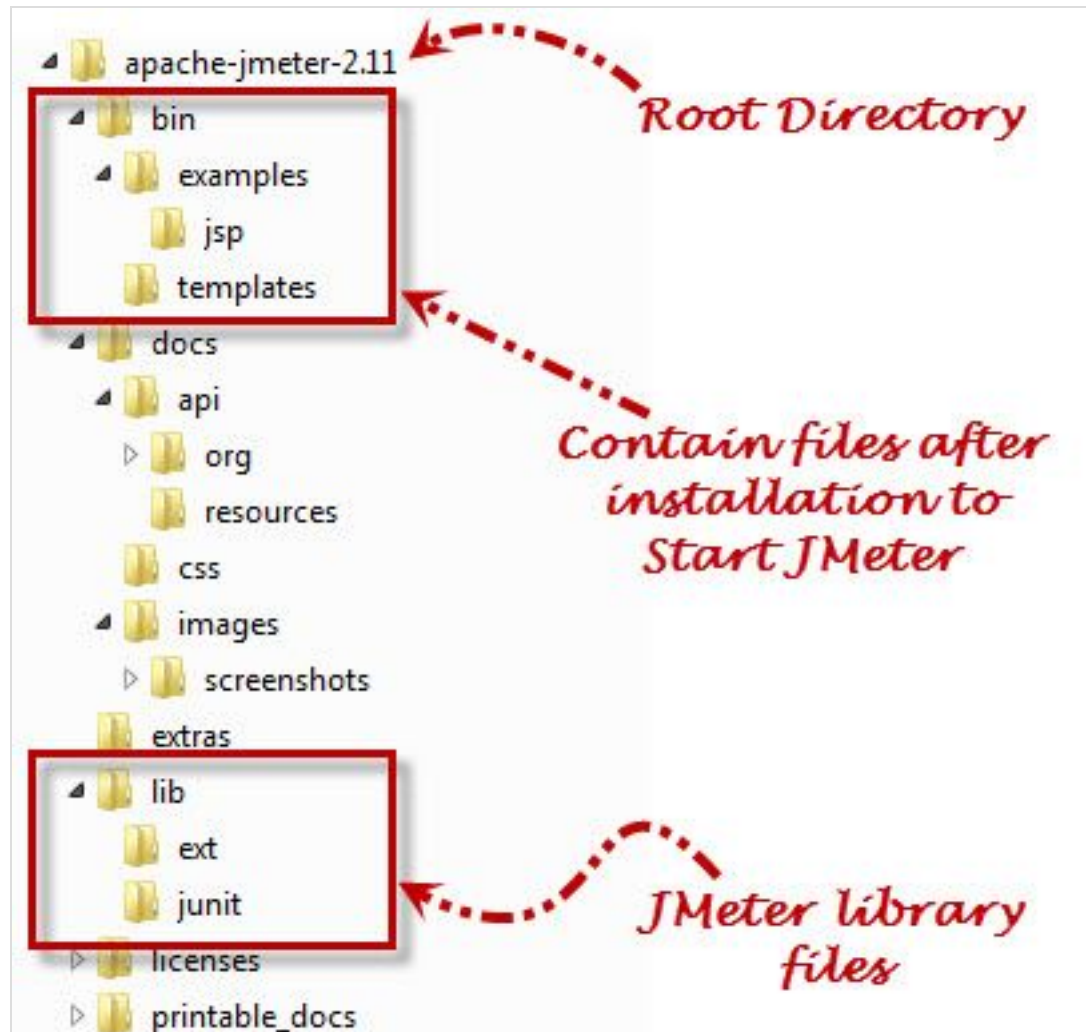 apache-jmeter-2.11
Root Directory
bin
examples
jsp
templates
docs
api
org
resources
css
images
screenshots
Contain files after
installation to
Start JMeter
extras
lib
ext
junit
JMeter library
files
licenses
printable_docs